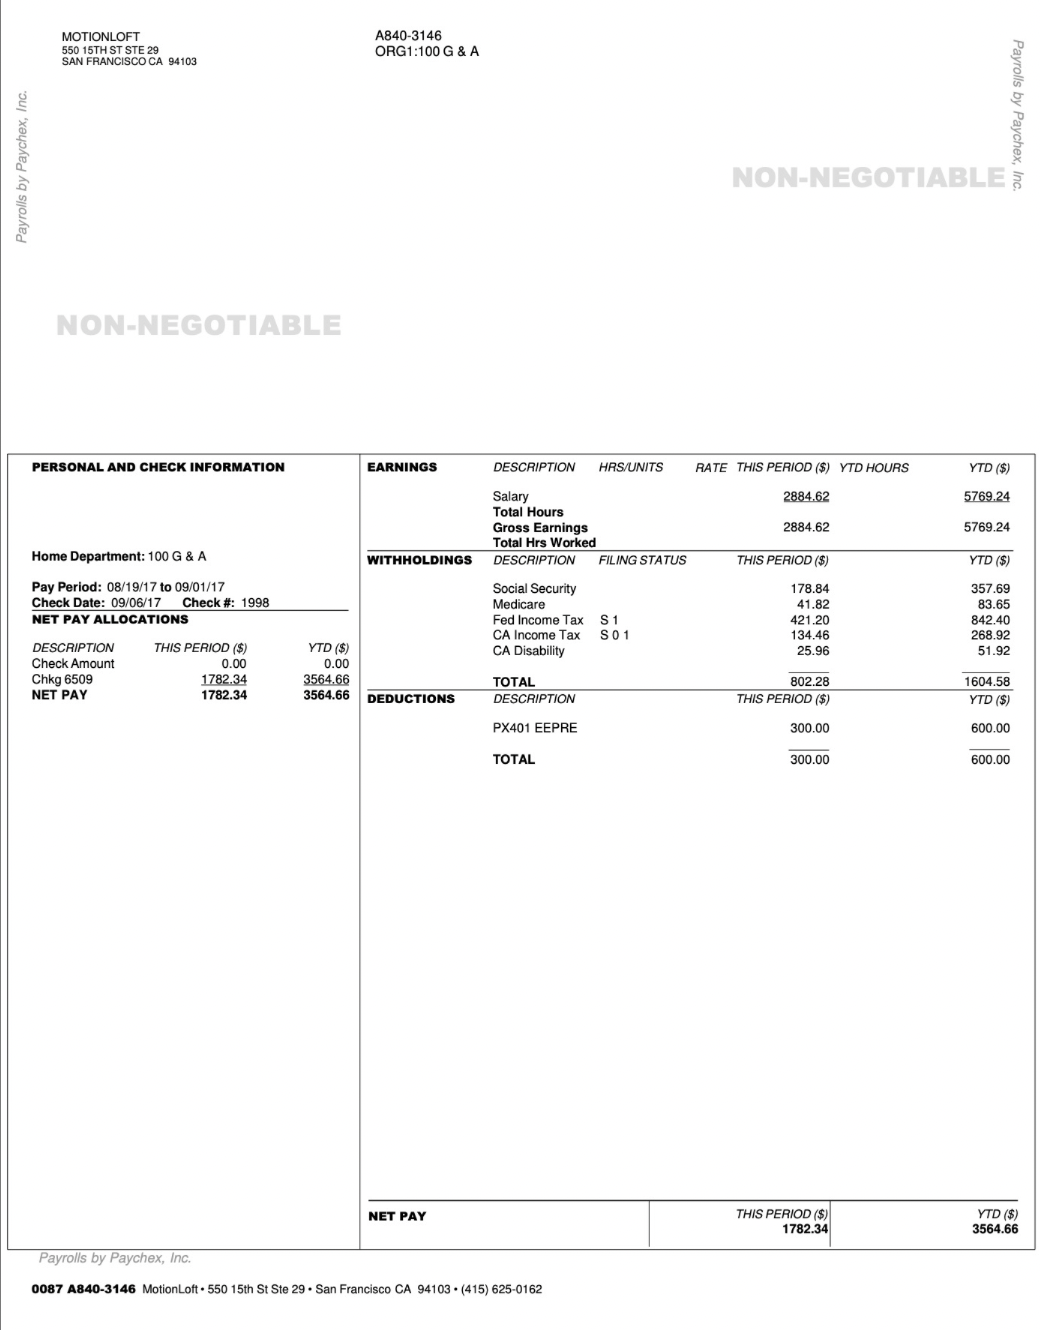 MOTIONLOFT
550 15TH ST STE 29
SAN FRANCISCO CA 94103
A840-3146
ORG1:100 G & A
Payrolls by Paychex, Inc.
Payrolls by Paychex, Inc.
NON-NEGOTIABLE
NON-NEGOTIABLE
PERSONAL AND CHECK INFORMATION
Home Department: 100 G & A
Pay Period: 08/19/17 to 09/01/17
Check Date: 09/06/17 Check #: 1998
NET PAY ALLOCATIONS
DESCRIPTION THIS PERIOD ($) YTD ($)
Check Amount 0.00 0.00
Chkg 6509 1782.34 3564.66
NET PAY 1782.34 3564.66
EARNINGS DESCRIPTION HRS/UNITS RATE THIS PERIOD ($) YTD HOURS YTD ($)
Salary 2884.62 5769.24
Total Hours
Gross Earnings 2884.62 5769.24
Total Hrs Worked
WITHHOLDINGS DESCRIPTION FILING STATUS THIS PERIOD ($) YTD ($)
Social Security 178.84 357.69
Medicare 41.82 83.65
Fed Income Tax S 1 421.20 842.40
CA Income Tax S 0 1 134.46 268.92
CA Disability 25.96 51.92
TOTAL 802.28 1604.58
DEDUCTIONS DESCRIPTION THIS PERIOD ($) YTD ($)
PX401 EEPRE 300.00 600.00
TOTAL 300.00 600.00
NET PAY THIS PERIOD ($) YTD ($)
1782.34 3564.66
Payrolls by Paychex, Inc.
0087 A840-3146 MotionLoft • 550 15th St Ste 29 • San Francisco CA 94103 • (415) 625-0162